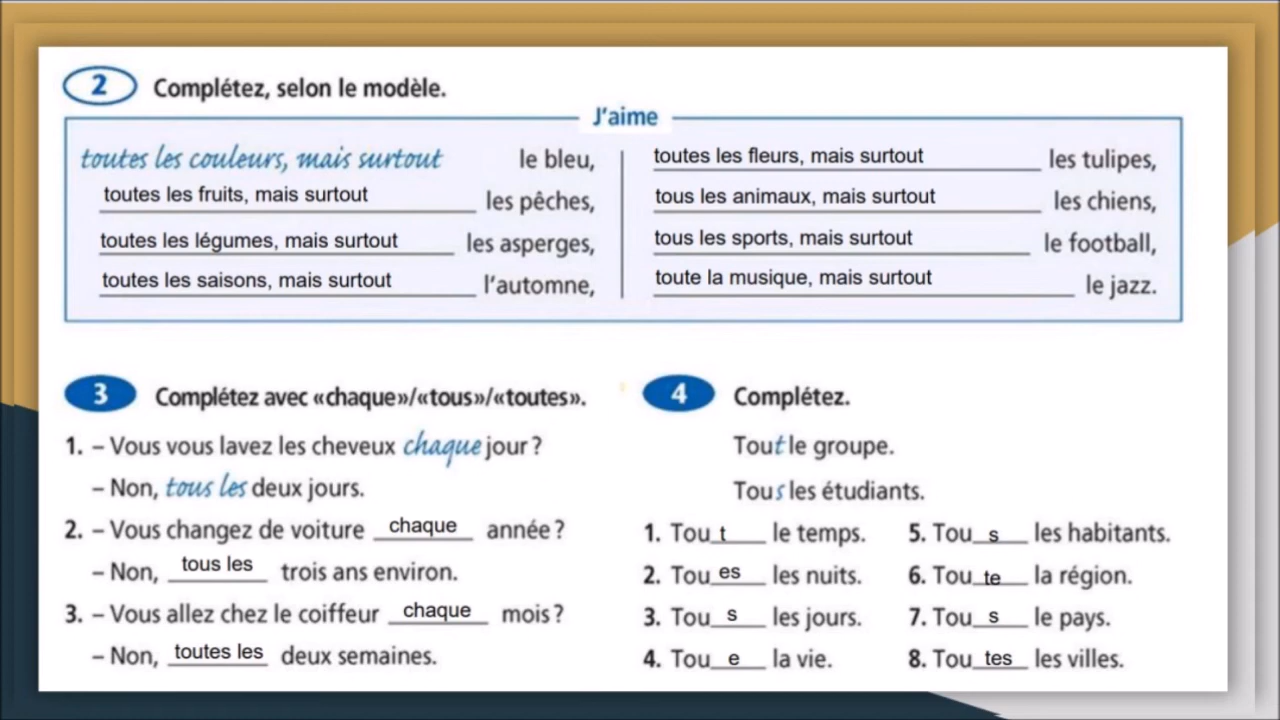 2 Complétez, selon le modèle.
J'aime
toutes les couleurs, mais surtout le bleu,
toutes les fruits, mais surtout les pêches,
toutes les légumes, mais surtout les asperges,
toutes les saisons, mais surtout l'automne,
toutes les fleurs, mais surtout les tulipes,
tous les animaux, mais surtout les chiens,
tous les sports, mais surtout le football,
toute la musique, mais surtout le jazz.
3 Complétez avec «chaque»/«tous»/«toutes».
1. – Vous vous lavez les cheveux chaque jour ?
– Non, tous les deux jours.
2. – Vous changez de voiture chaque année ?
– Non, tous les trois ans environ.
3. – Vous allez chez le coiffeur chaque mois ?
– Non, toutes les deux semaines.
4 Complétez.
Tout le groupe.
Tous les étudiants.
1. Tou t le temps.
2. Tou es les nuits.
3. Tou s les jours.
4. Tou e la vie.
5. Tou s les habitants.
6. Tou te la région.
7. Tou s le pays.
8. Tou tes les villes.